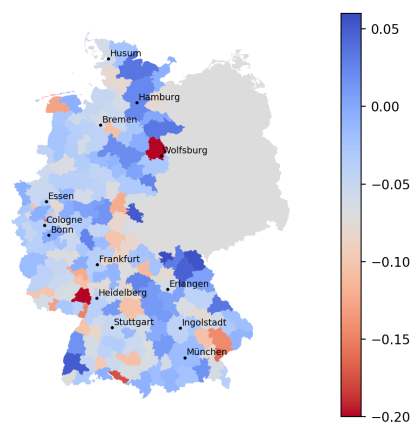 Husum
Hamburg
Bremen
Wolfsburg
Essen
Cologne
Bonn
Frankfurt
Erlangen
Heidelberg
Stuttgart
Ingolstadt
München
0.05
0.00
−0.05
−0.10
−0.15
−0.20